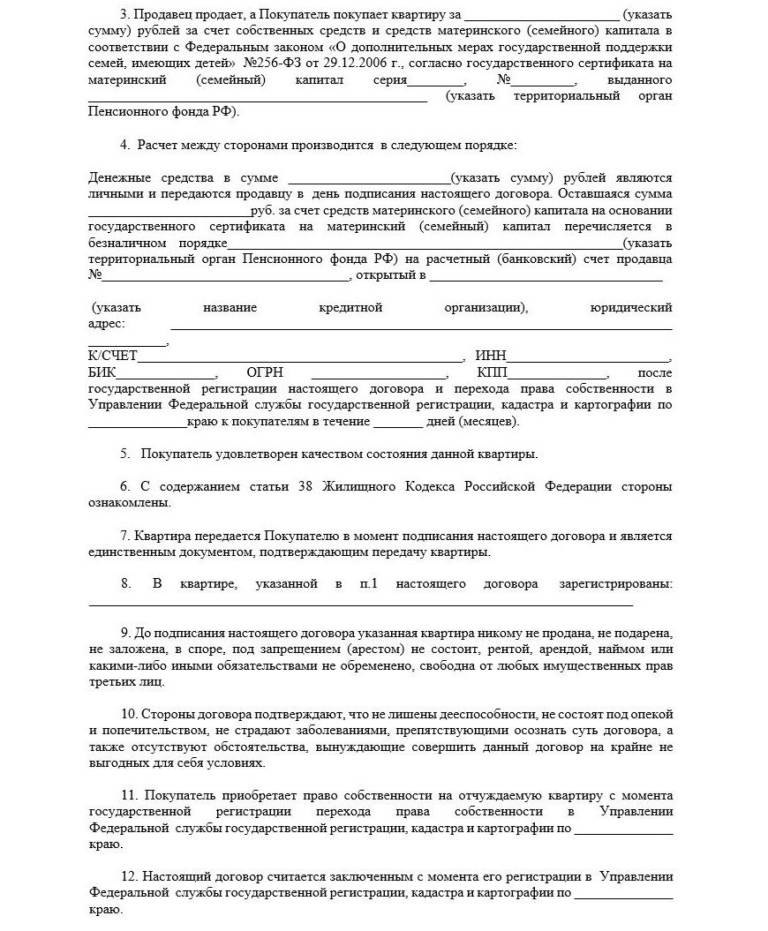 3. Продавец продает, а Покупатель покупает квартиру за ________________________ (указать
сумму) рублей за счет собственных средств и средств материнского (семейного) капитала в
соответствии с Федеральным законом «О дополнительных мерах государственной поддержки
семей, имеющих детей» №256-ФЗ от 29.12.2006 г., согласно государственного сертификата на
материнский (семейный) капитал серия________, №_________, выданного
________________________________________________ (указать территориальный орган
Пенсионного фонда РФ).
4. Расчет между сторонами производится в следующем порядке:
Денежные средства в сумме _______________________(указать сумму) рублей являются
личными и передаются продавцу в день подписания настоящего договора. Оставшаяся сумма
_______________________руб. за счет средств материнского (семейного) капитала на основании
государственного сертификата на материнский (семейный) капитал перечисляется в
безналичном порядке________________________________________________________(указать
территориальный орган Пенсионного фонда РФ) на расчетный (банковский) счет продавца
№___________________________________, открытый в _________________________________
(указать название кредитной организации), юридический
адрес: _______________________________________________________________________
___________,
К/СЧЕТ______________________________________________, ИНН_______________________,
БИК______________, ОГРН ___________________, КПП______________, после
государственной регистрации настоящего договора и перехода права собственности в
Управлении Федеральной службы государственной регистрации, кадастра и картографии по
______________краю к покупателям в течение _______ дней (месяцев).
5. Покупатель удовлетворен качеством состояния данной квартиры.
6. С содержанием статьи 38 Жилищного Кодекса Российской Федерации стороны
ознакомлены.
7. Квартира передается Покупателю в момент подписания настоящего договора и является
единственным документом, подтверждающим передачу квартиры.
8. В квартире, указанной в п.1 настоящего договора зарегистрированы:
_____________________________________________________________________________
9. До подписания настоящего договора указанная квартира никому не продана, не подарена,
не заложена, в споре, под запрещением (арестом) не состоит, рентой, арендой, наймом или
какими-либо иными обязательствами не обременено, свободна от любых имущественных прав
третьих лиц.
10. Стороны договора подтверждают, что не лишены дееспособности, не состоят под опекой
и попечительством, не страдают заболеваниями, препятствующими осознать суть договора, а
также отсутствуют обстоятельства, вынуждающие совершить данный договор на крайне не
выгодных для себя условиях.
11. Покупатель приобретает право собственности на отчуждаемую квартиру с момента
государственной регистрации перехода права собственности в Управлении
Федеральной службы государственной регистрации, кадастра и картографии по ______________
краю.
12. Настоящий договор считается заключенным с момента его регистрации в Управлении
Федеральной службы государственной регистрации, кадастра и картографии по ______________
краю.